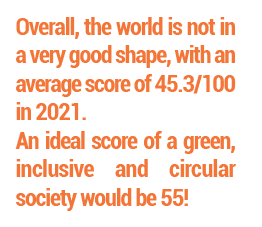 Overall, the world is not in
a very good shape, with an
average score of 45.3/100
in 2021.
An ideal score of a green,
inclusive and circular
society would be 55!